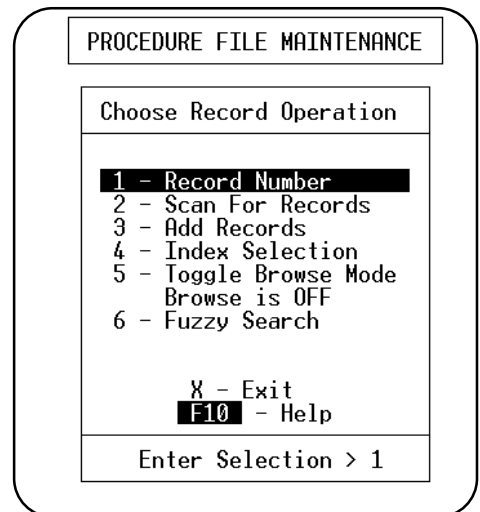 PROCEDURE FILE MAINTENANCE
Choose Record Operation
1 - Record Number
2 - Scan For Records
3 - Add Records
4 - Index Selection
5 - Toggle Browse Mode
Browse is OFF
6 - Fuzzy Search
X - Exit
F10 - Help
Enter Selection > 1